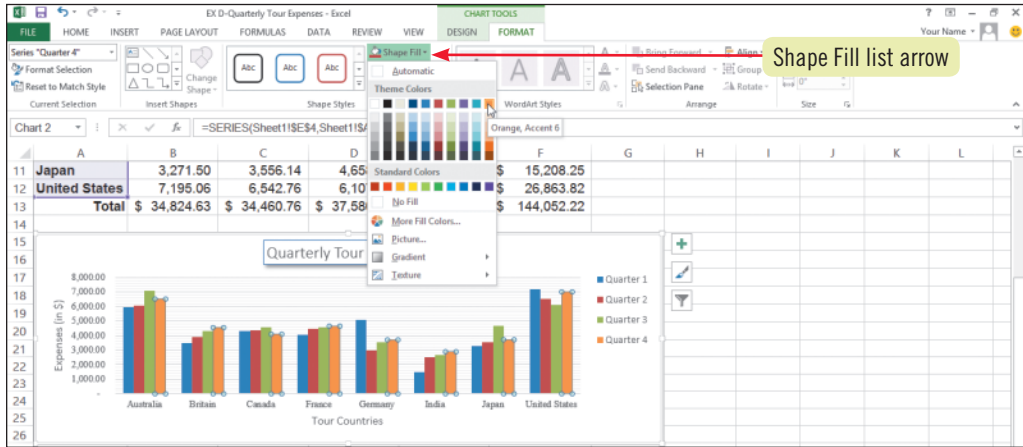 EX D-Quarterly Tour Expenses - Excel
CHART TOOLS
FILE HOME INSERT PAGE LAYOUT FORMULAS DATA REVIEW VIEW DESIGN FORMAT
Your Name
Series "Quarter 4"
Format Selection
Reset to Match Style
Current Selection
Change
Shape
Insert Shapes
Abc Abc Abc
Shape Styles
Shape Fill
WordArt Styles
Bring Forward
Send Backward
Selection Pane
Align
Group
Rotate
Arrange
0"
Size
Shape Fill list arrow
Automatic
Theme Colors
Orange, Accent 6
Standard Colors
No Fill
More Fill Colors...
Picture...
Gradient
Texture
Chart 2
fx =SERIES(Sheet1!$E$4,Sheet1!$A
A B C D F G H I J K L
11 Japan 3,271.50 3,556.14 4,65 $ 15,208.25
12 United States 7,195.06 6,542.76 6,10 $ 26,863.82
13 Total $ 34,824.63 $ 34,460.76 $ 37,58 $ 144,052.22
14
15
16
17
18
19
20
21
22
23
24
25
26
Quarterly Tour
8,000.00
7,000.00
6,000.00
5,000.00
4,000.00
3,000.00
2,000.00
1,000.00
-
Expenses (in $)
Australia Britain Canada France Germany India Japan United States
Tour Countries
Quarter 1
Quarter 2
Quarter 3
Quarter 4